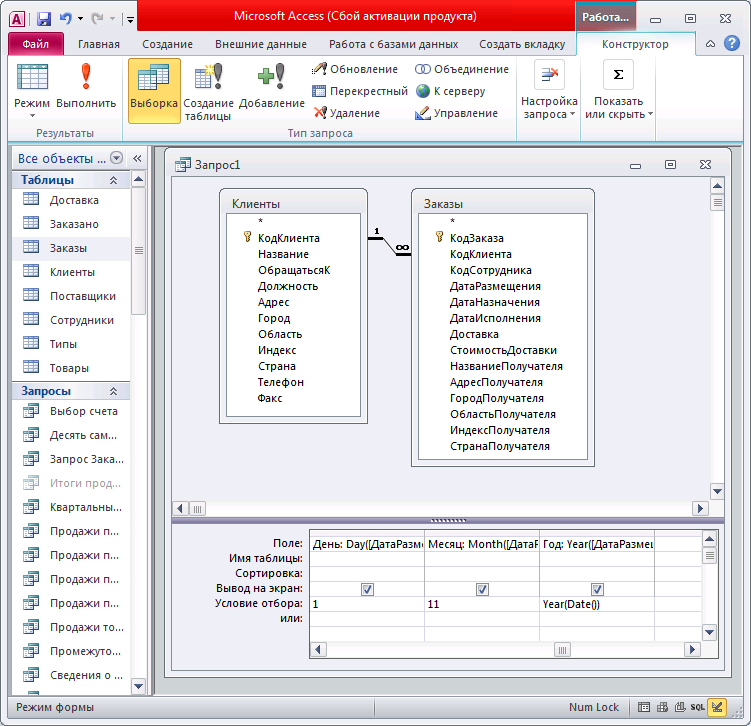 Microsoft Access (Сбой активации продукта)
Работа...
Файл
Главная
Создание
Внешние данные
Работа с базами данных
Создать вкладку
Конструктор
Режим
Выполнить
Результаты
Выборка
Создание таблицы
Добавление
Обновление
Перекрестный
Удаление
Объединение
К серверу
Управление
Тип запроса
Настройка запроса
Показать или скрыть
Все объекты ...
Таблицы
Доставка
Заказано
Заказы
Клиенты
Поставщики
Сотрудники
Типы
Товары
Запросы
Выбор счета
Десять сам...
Запрос Зака...
Итоги прод...
Квартальны...
Продажи п...
Продажи п...
Продажи п...
Продажи п...
Продажи то...
Промежуто...
Сведения о ...
Запрос1
Клиенты
*
КодКлиента
Название
ОбращатьсяК
Должность
Адрес
Город
Область
Индекс
Страна
Телефон
Факс
1
∞
Заказы
*
КодЗаказа
КодКлиента
КодСотрудника
ДатаРазмещения
ДатаНазначения
ДатаИсполнения
Доставка
СтоимостьДоставки
НазваниеПолучателя
АдресПолучателя
ГородПолучателя
ОбластьПолучателя
ИндексПолучателя
СтранаПолучателя
Поле: День: Day([ДатаРазме Месяц: Month([ДатаР Год: Year([ДатаРазмещ
Имя таблицы:
Сортировка:
Вывод на экран:
Условие отбора: 1 11 Year(Date())
или:
Режим формы
Num Lock
SQL